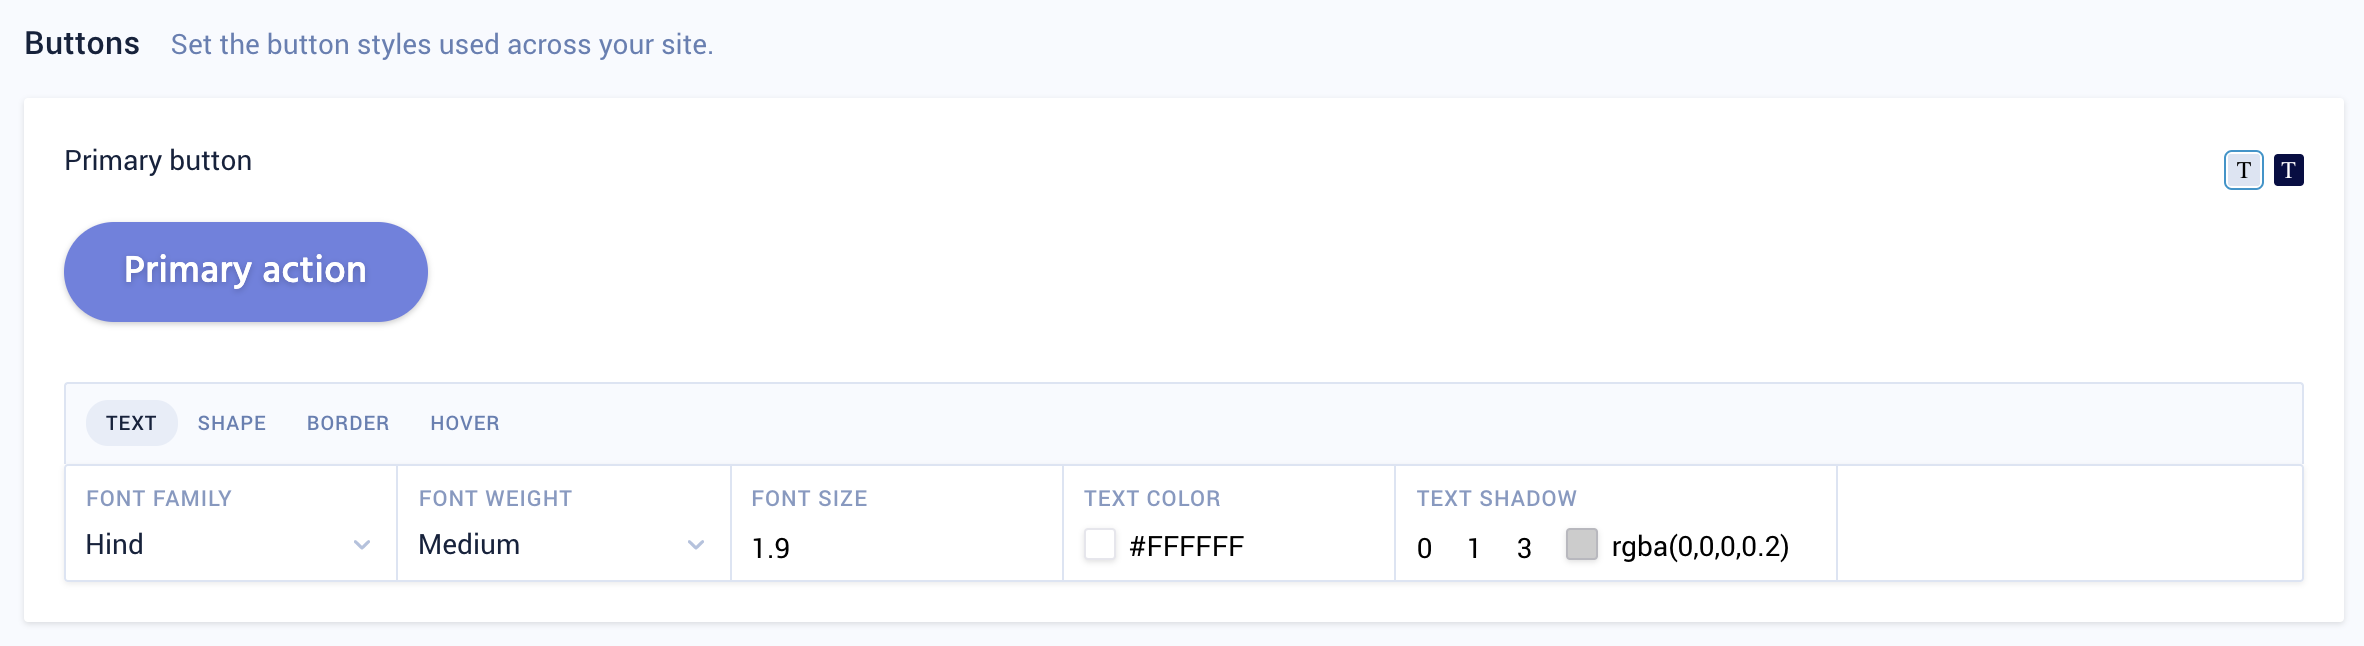 Buttons Set the button styles used across your site.
Primary button
T T
Primary action
TEXT SHAPE BORDER HOVER
FONT FAMILY FONT WEIGHT FONT SIZE TEXT COLOR TEXT SHADOW
Hind Medium 1.9 #FFFFFF 0 1 3 rgba(0,0,0,0.2)